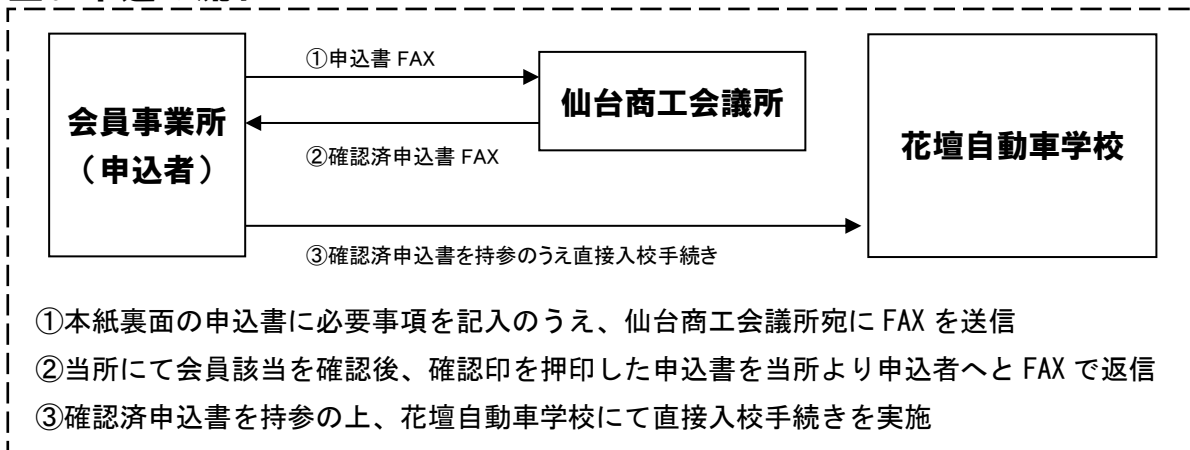 ①申込書 FAX
会員事業所
（申込者）
仙台商工会議所
②確認済申込書 FAX
花壇自動車学校
③確認済申込書を持参のうえ直接入校手続き
①本紙裏面の申込書に必要事項を記入のうえ、仙台商工会議所宛に FAX を送信
②当所にて会員該当を確認後、確認印を押印した申込書を当所より申込者へと FAX で返信
③確認済申込書を持参の上、花壇自動車学校にて直接入校手続きを実施